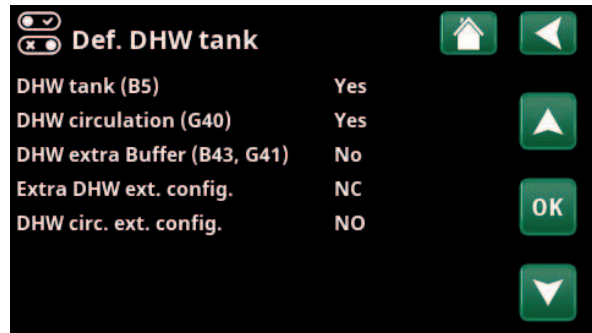 Def. DHW tank
DHW tank (B5) Yes
DHW circulation (G40) Yes
DHW extra Buffer (B43, G41) No
Extra DHW ext. config. NC
OK
DHW circ. ext. config. NO